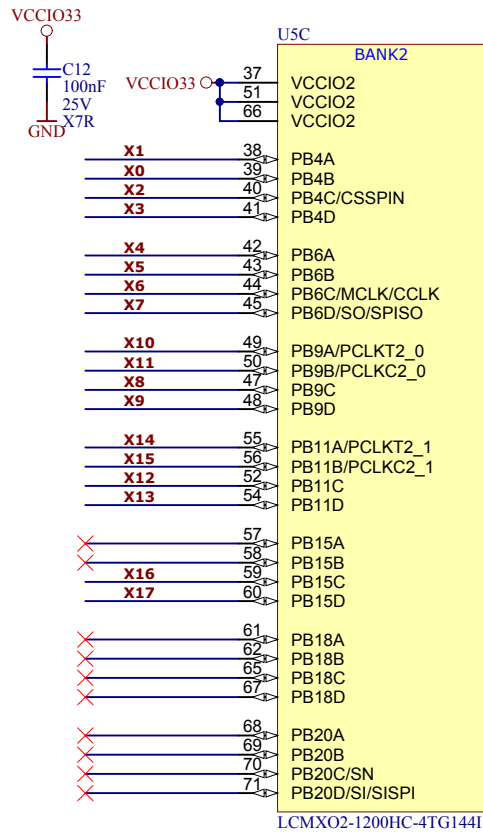 VCCIO33
C12
100nF
25V
X7R
GND
U5C
BANK2
VCCIO33
37 VCCIO2
51 VCCIO2
66 VCCIO2
X1 38 PB4A
X0 39 PB4B
X2 40 PB4C/CSSPIN
X3 41 PB4D
X4 42 PB6A
X5 43 PB6B
X6 44 PB6C/MCLK/CCLK
X7 45 PB6D/SO/SPISO
X10 49 PB9A/PCLKT2_0
X11 50 PB9B/PCLKC2_0
X8 47 PB9C
X9 48 PB9D
X14 55 PB11A/PCLKT2_1
X15 56 PB11B/PCLKC2_1
X12 52 PB11C
X13 54 PB11D
57 PB15A
58 PB15B
X16 59 PB15C
X17 60 PB15D
61 PB18A
62 PB18B
65 PB18C
67 PB18D
68 PB20A
69 PB20B
70 PB20C/SN
71 PB20D/SI/SISPI
LCMXO2-1200HC-4TG144I